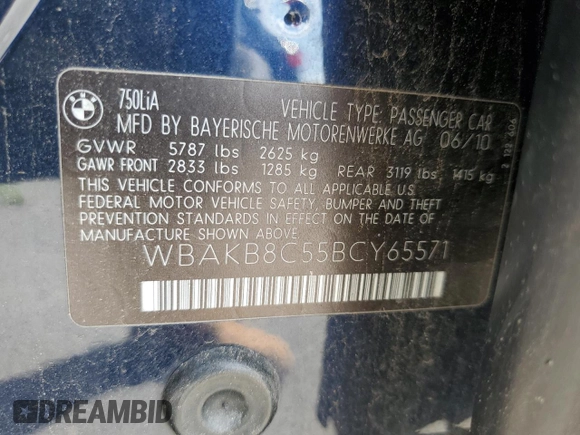 BMW
750LiA
VEHICLE TYPE: PASSENGER CAR
MFD BY BAYERISCHE MOTORENWERKE AG 06/10
GVWR 5787 lbs 2625 kg
GAWR FRONT 2833 lbs 1285 kg REAR 3119 lbs 1415 kg
THIS VEHICLE CONFORMS TO ALL APPLICABLE U.S.
FEDERAL MOTOR VEHICLE SAFETY, BUMPER AND THEFT
PREVENTION STANDARDS IN EFFECT ON THE DATE OF
MANUFACTURE SHOWN ABOVE.
WBAKB8C55BCY65571
DREAMBID